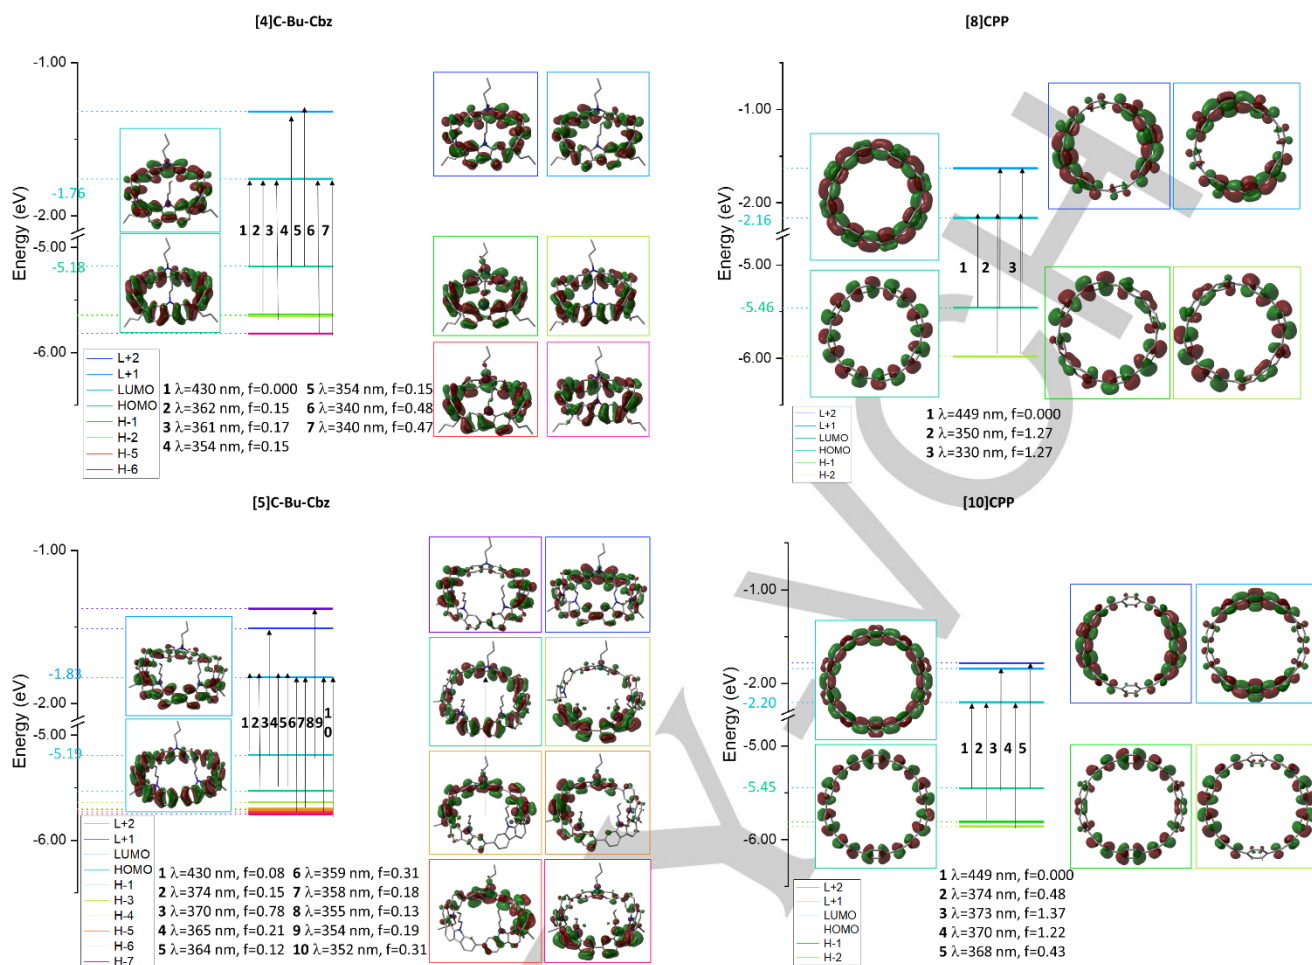 [4]C-Bu-Cbz
-1.00
-1.76
-2.00
-5.00
-5.18
-6.00
Energy (eV)
1 2 3 4 5 6 7
L+2
L+1
LUMO
HOMO
H-1
H-2
H-5
H-6
1 λ=430 nm, f=0.000
2 λ=362 nm, f=0.15
3 λ=361 nm, f=0.17
4 λ=354 nm, f=0.15
5 λ=354 nm, f=0.15
6 λ=340 nm, f=0.48
7 λ=340 nm, f=0.47
[8]CPP
-1.00
-2.00
-2.16
-5.00
-5.46
-6.00
Energy (eV)
1 2 3
L+2
L+1
LUMO
HOMO
H-1
H-2
1 λ=449 nm, f=0.000
2 λ=350 nm, f=1.27
3 λ=330 nm, f=1.27
[5]C-Bu-Cbz
-1.00
-1.83
-2.00
-5.00
-5.19
-6.00
Energy (eV)
1 2 3 4 5 6 7 8 9 10
L+2
L+1
LUMO
HOMO
H-1
H-3
H-4
H-5
H-6
H-7
1 λ=430 nm, f=0.08
2 λ=374 nm, f=0.15
3 λ=370 nm, f=0.78
4 λ=365 nm, f=0.21
5 λ=364 nm, f=0.12
6 λ=359 nm, f=0.31
7 λ=358 nm, f=0.18
8 λ=355 nm, f=0.13
9 λ=354 nm, f=0.19
10 λ=352 nm, f=0.31
[10]CPP
-1.00
-2.00
-2.20
-5.00
-5.45
-6.00
Energy (eV)
1 2 3 4 5
L+2
L+1
LUMO
HOMO
H-1
H-2
1 λ=449 nm, f=0.000
2 λ=374 nm, f=0.48
3 λ=373 nm, f=1.37
4 λ=370 nm, f=1.22
5 λ=368 nm, f=0.43